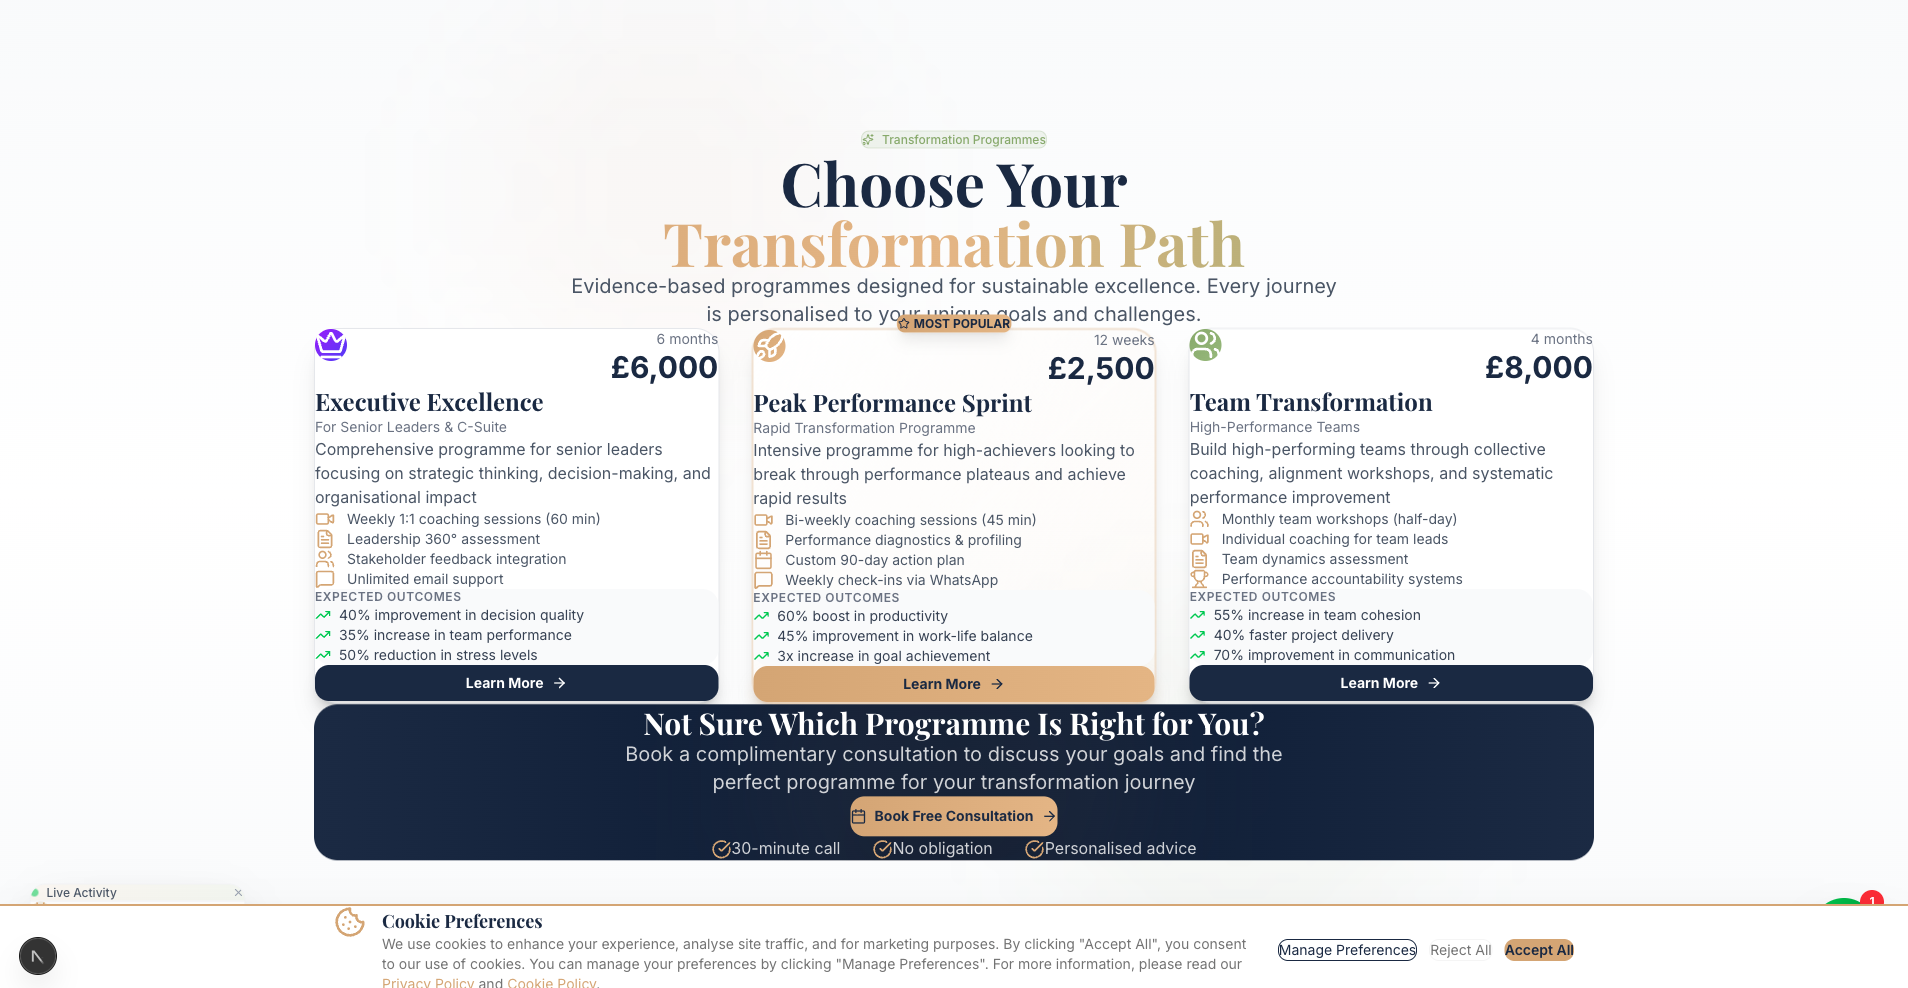 Transformation Programmes
Choose Your
Transformation Path
Evidence-based programmes designed for sustainable excellence. Every journey
is personalised to your unique goals and challenges.
6 months
£6,000
Executive Excellence
For Senior Leaders & C-Suite
Comprehensive programme for senior leaders
focusing on strategic thinking, decision-making, and
organisational impact
Weekly 1:1 coaching sessions (60 min)
Leadership 360° assessment
Stakeholder feedback integration
Unlimited email support
EXPECTED OUTCOMES
40% improvement in decision quality
35% increase in team performance
50% reduction in stress levels
Learn More
MOST POPULAR
12 weeks
£2,500
Peak Performance Sprint
Rapid Transformation Programme
Intensive programme for high-achievers looking to
break through performance plateaus and achieve
rapid results
Bi-weekly coaching sessions (45 min)
Performance diagnostics & profiling
Custom 90-day action plan
Weekly check-ins via WhatsApp
EXPECTED OUTCOMES
60% boost in productivity
45% improvement in work-life balance
3x increase in goal achievement
Learn More
4 months
£8,000
Team Transformation
High-Performance Teams
Build high-performing teams through collective
coaching, alignment workshops, and systematic
performance improvement
Monthly team workshops (half-day)
Individual coaching for team leads
Team dynamics assessment
Performance accountability systems
EXPECTED OUTCOMES
55% increase in team cohesion
40% faster project delivery
70% improvement in communication
Learn More
Not Sure Which Programme Is Right for You?
Book a complimentary consultation to discuss your goals and find the
perfect programme for your transformation journey
Book Free Consultation
30-minute call
No obligation
Personalised advice
Live Activity
1
Cookie Preferences
We use cookies to enhance your experience, analyse site traffic, and for marketing purposes. By clicking "Accept All", you consent
to our use of cookies. You can manage your preferences by clicking "Manage Preferences". For more information, please read our
Privacy Policy and Cookie Policy.
Manage Preferences
Reject All
Accept All